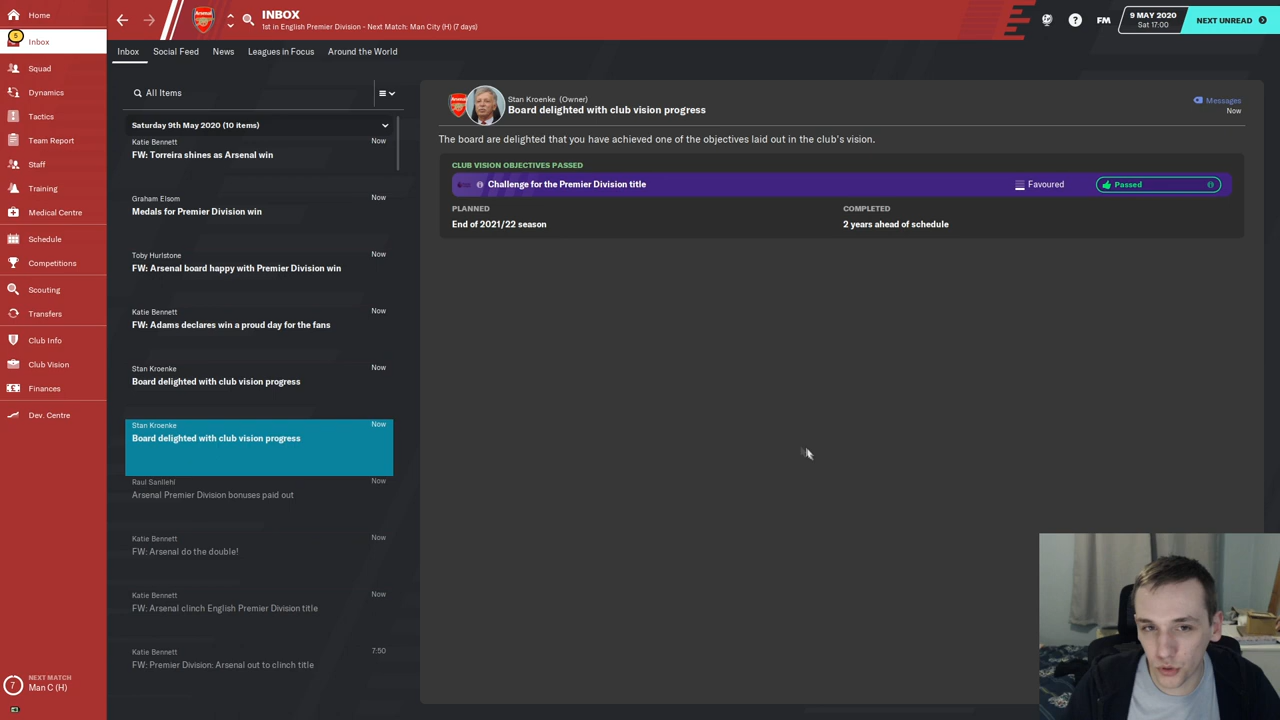 Home
5
Inbox
Squad
Dynamics
Tactics
Team Report
Staff
Training
Medical Centre
Schedule
Competitions
Scouting
Transfers
Club Info
Club Vision
Finances
Dev. Centre
7
NEXT MATCH
Man C (H)
Arsenal
INBOX
1st in English Premier Division - Next Match: Man City (H) (7 days)
?
FM
9 MAY 2020
Sat 17:00
NEXT UNREAD
Inbox
Social Feed
News
Leagues in Focus
Around the World
All Items
Saturday 9th May 2020 (10 items)
Katie Bennett
Now
FW: Torreira shines as Arsenal win
Graham Elsom
Now
Medals for Premier Division win
Toby Hurlstone
Now
FW: Arsenal board happy with Premier Division win
Katie Bennett
Now
FW: Adams declares win a proud day for the fans
Stan Kroenke
Now
Board delighted with club vision progress
Stan Kroenke
Now
Board delighted with club vision progress
Raul Sanllehí
Now
Arsenal Premier Division bonuses paid out
Katie Bennett
Now
FW: Arsenal do the double!
Katie Bennett
Now
FW: Arsenal clinch English Premier Division title
Katie Bennett
7:50
FW: Premier Division: Arsenal out to clinch title
Arsenal
Stan Kroenke (Owner)
Board delighted with club vision progress
Messages
Now
The board are delighted that you have achieved one of the objectives laid out in the club's vision.
CLUB VISION OBJECTIVES PASSED
Challenge for the Premier Division title
Favoured
Passed
PLANNED
End of 2021/22 season
COMPLETED
2 years ahead of schedule